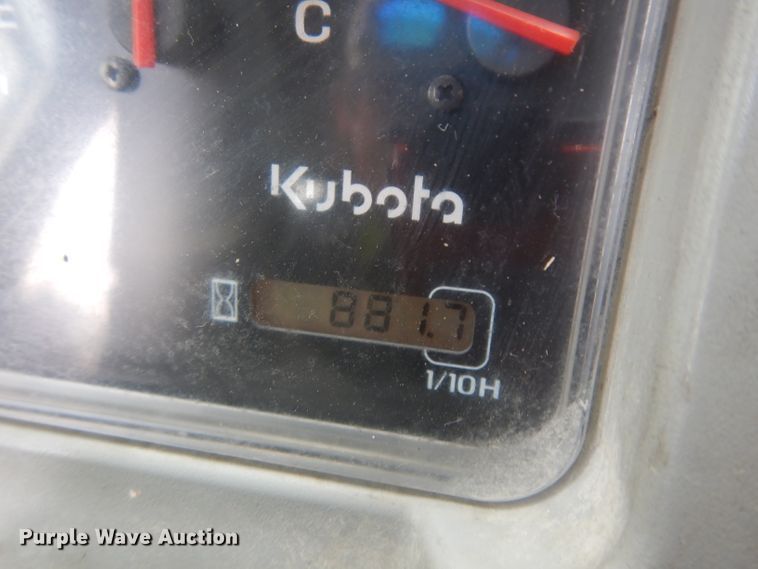 C
Kubota
881.7
1/10H
Purple Wave Auction